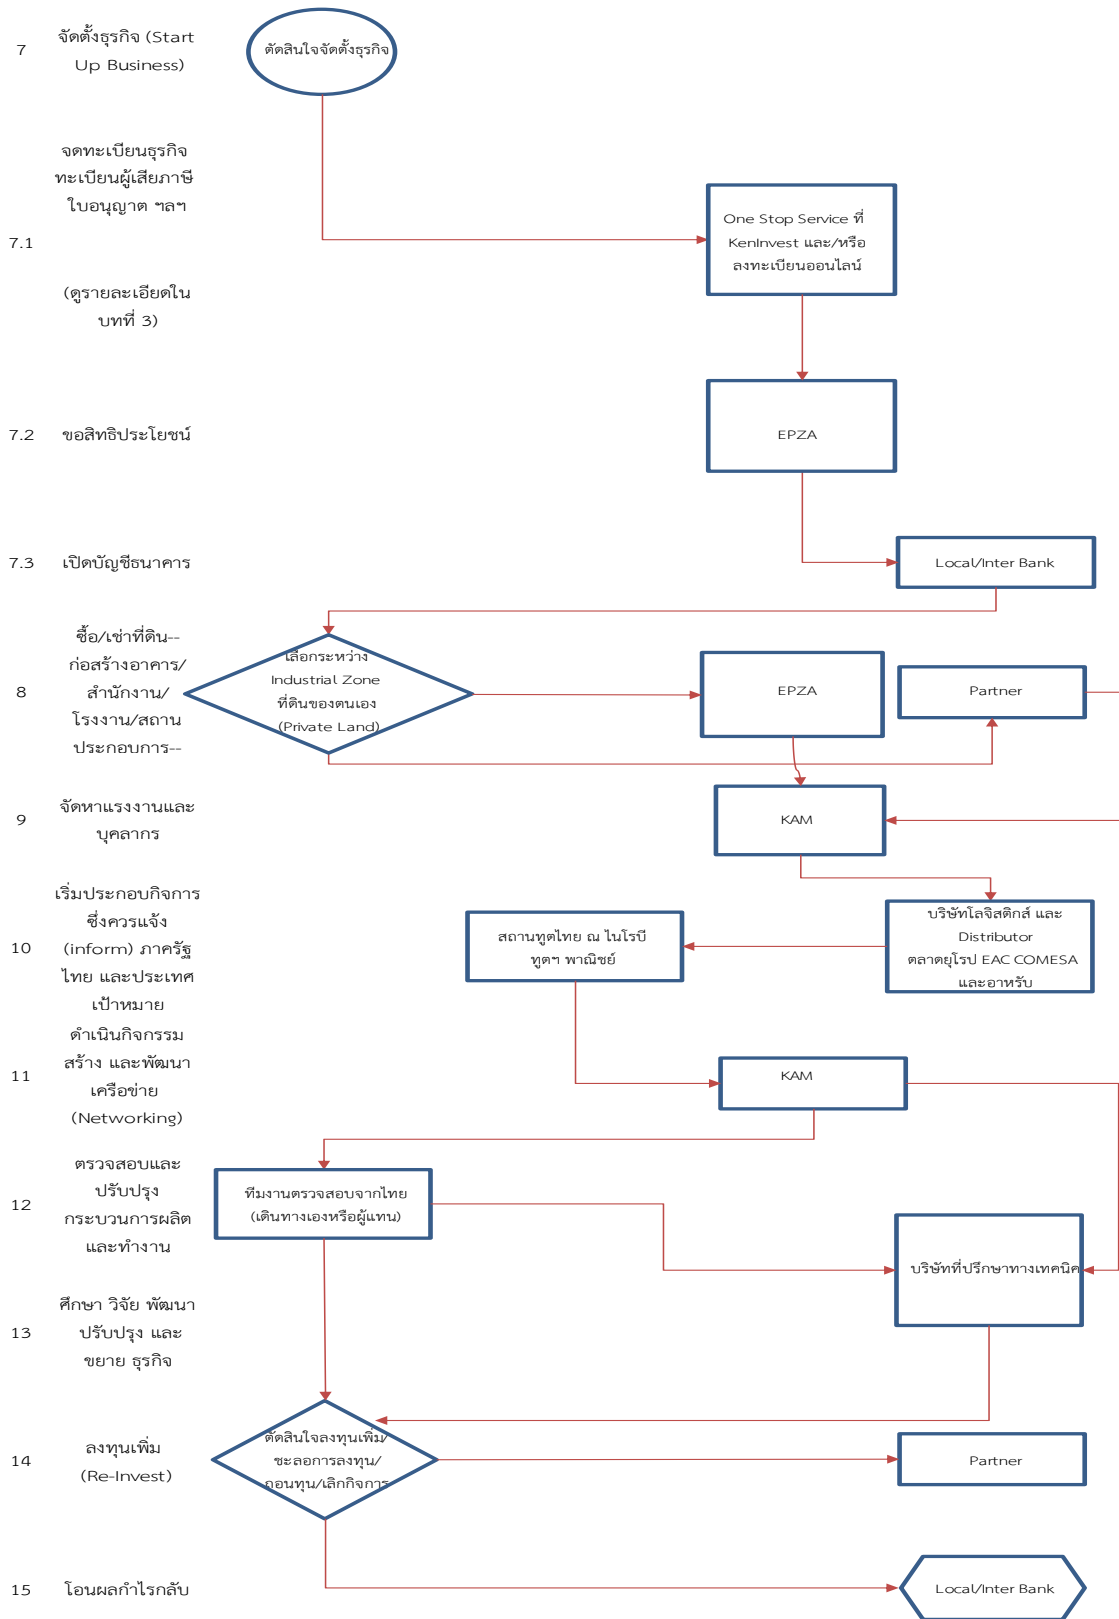 7
จัดตั้งธุรกิจ (Start
Up Business)
ตัดสินใจจัดตั้งธุรกิจ
จดทะเบียนธุรกิจ
ทะเบียนผู้เสียภาษี
ใบอนุญาต ฯลฯ
7.1
(ดูรายละเอียดใน
บทที่ 3)
One Stop Service ที่
KenInvest และ/หรือ
ลงทะเบียนออนไลน์
7.2
ขอสิทธิประโยชน์
EPZA
7.3
เปิดบัญชีธนาคาร
Local/Inter Bank
8
ซื้อ/เช่าที่ดิน--
ก่อสร้างอาคาร/
สำนักงาน/
โรงงาน/สถาน
ประกอบการ--
เลือกระหว่าง
Industrial Zone
ที่ดินของตนเอง
(Private Land)
EPZA
Partner
9
จัดหาแรงงานและ
บุคลากร
KAM
10
เริ่มประกอบกิจการ
ซึ่งควรแจ้ง
(inform) ภาครัฐ
ไทย และประเทศ
เป้าหมาย
สถานทูตไทย ณ ไนโรบี
ทูตฯ พาณิชย์
บริษัทโลจิสติกส์ และ
Distributor
ตลาดยุโรป EAC COMESA
และอาหรับ
11
ดำเนินกิจกรรม
สร้าง และพัฒนา
เครือข่าย
(Networking)
KAM
12
ตรวจสอบและ
ปรับปรุง
กระบวนการผลิต
และทำงาน
ทีมงานตรวจสอบจากไทย
(เดินทางเองหรือผู้แทน)
บริษัทที่ปรึกษาทางเทคนิค
13
ศึกษา วิจัย พัฒนา
ปรับปรุง และ
ขยาย ธุรกิจ
14
ลงทุนเพิ่ม
(Re-Invest)
ตัดสินใจลงทุนเพิ่ม/
ชะลอการลงทุน/
ถอนทุน/เลิกกิจการ
Partner
15
โอนผลกำไรกลับ
Local/Inter Bank